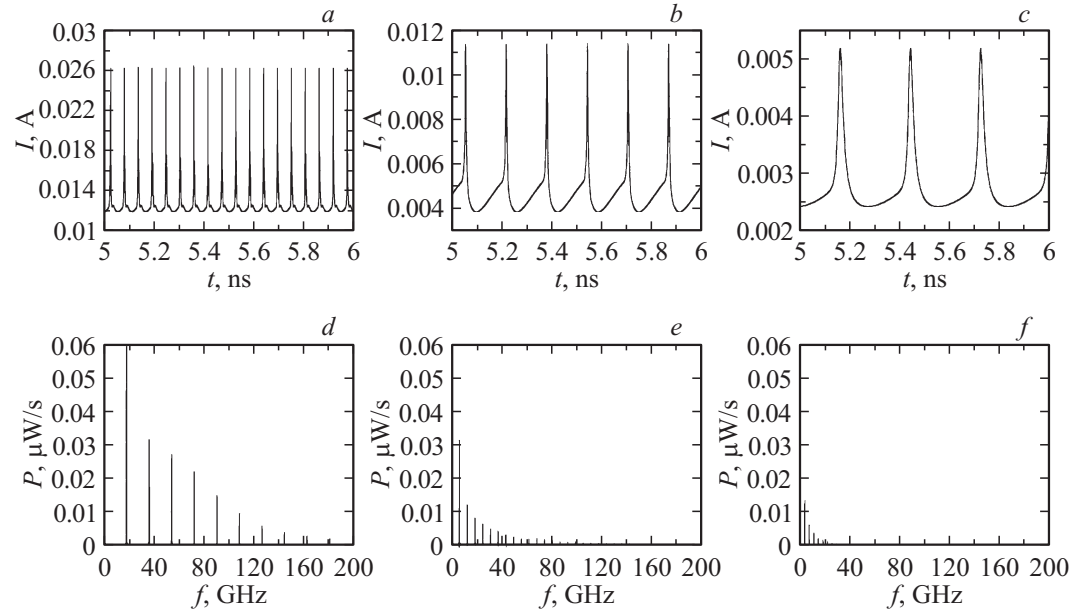 a
0.03
0.026
0.022
0.018
0.014
0.01
I, A
5 5.2 5.4 5.6 5.8 6
t, ns
b
0.012
0.010
0.008
0.006
0.004
I, A
5 5.2 5.4 5.6 5.8 6
t, ns
c
0.005
0.004
0.003
0.002
I, A
5 5.2 5.4 5.6 5.8 6
t, ns
d
0.06
0.05
0.04
0.03
0.02
0.01
0
P, µW/s
0 40 80 120 160 200
f, GHz
e
0.06
0.05
0.04
0.03
0.02
0.01
0
P, µW/s
0 40 80 120 160 200
f, GHz
f
0.06
0.05
0.04
0.03
0.02
0.01
0
P, µW/s
0 40 80 120 160 200
f, GHz